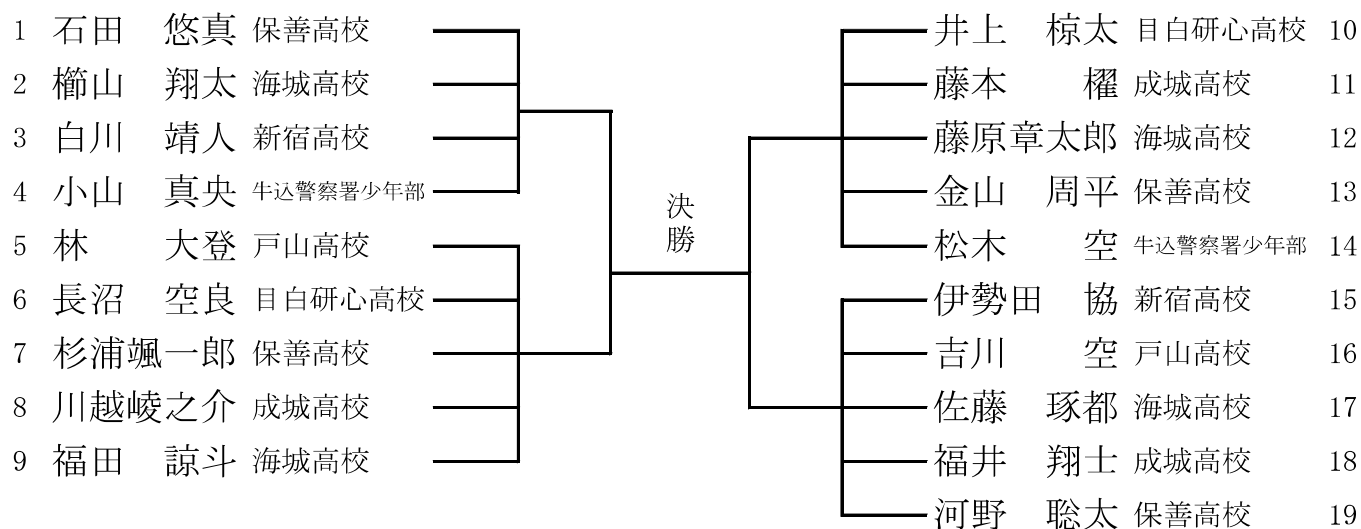 1 石田 悠真 保善高校
2 櫛山 翔太 海城高校
3 白川 靖人 新宿高校
4 小山 真央 牛込警察署少年部
5 林 大登 戸山高校
6 長沼 空良 目白研心高校
7 杉浦颯一郎 保善高校
8 川越崚之介 成城高校
9 福田 諒斗 海城高校
決勝
井上 椋太 目白研心高校 10
藤本 櫂 成城高校 11
藤原章太郎 海城高校 12
金山 周平 保善高校 13
松木 空 牛込警察署少年部 14
伊勢田 協 新宿高校 15
吉川 空 戸山高校 16
佐藤 琢都 海城高校 17
福井 翔士 成城高校 18
河野 聡太 保善高校 19